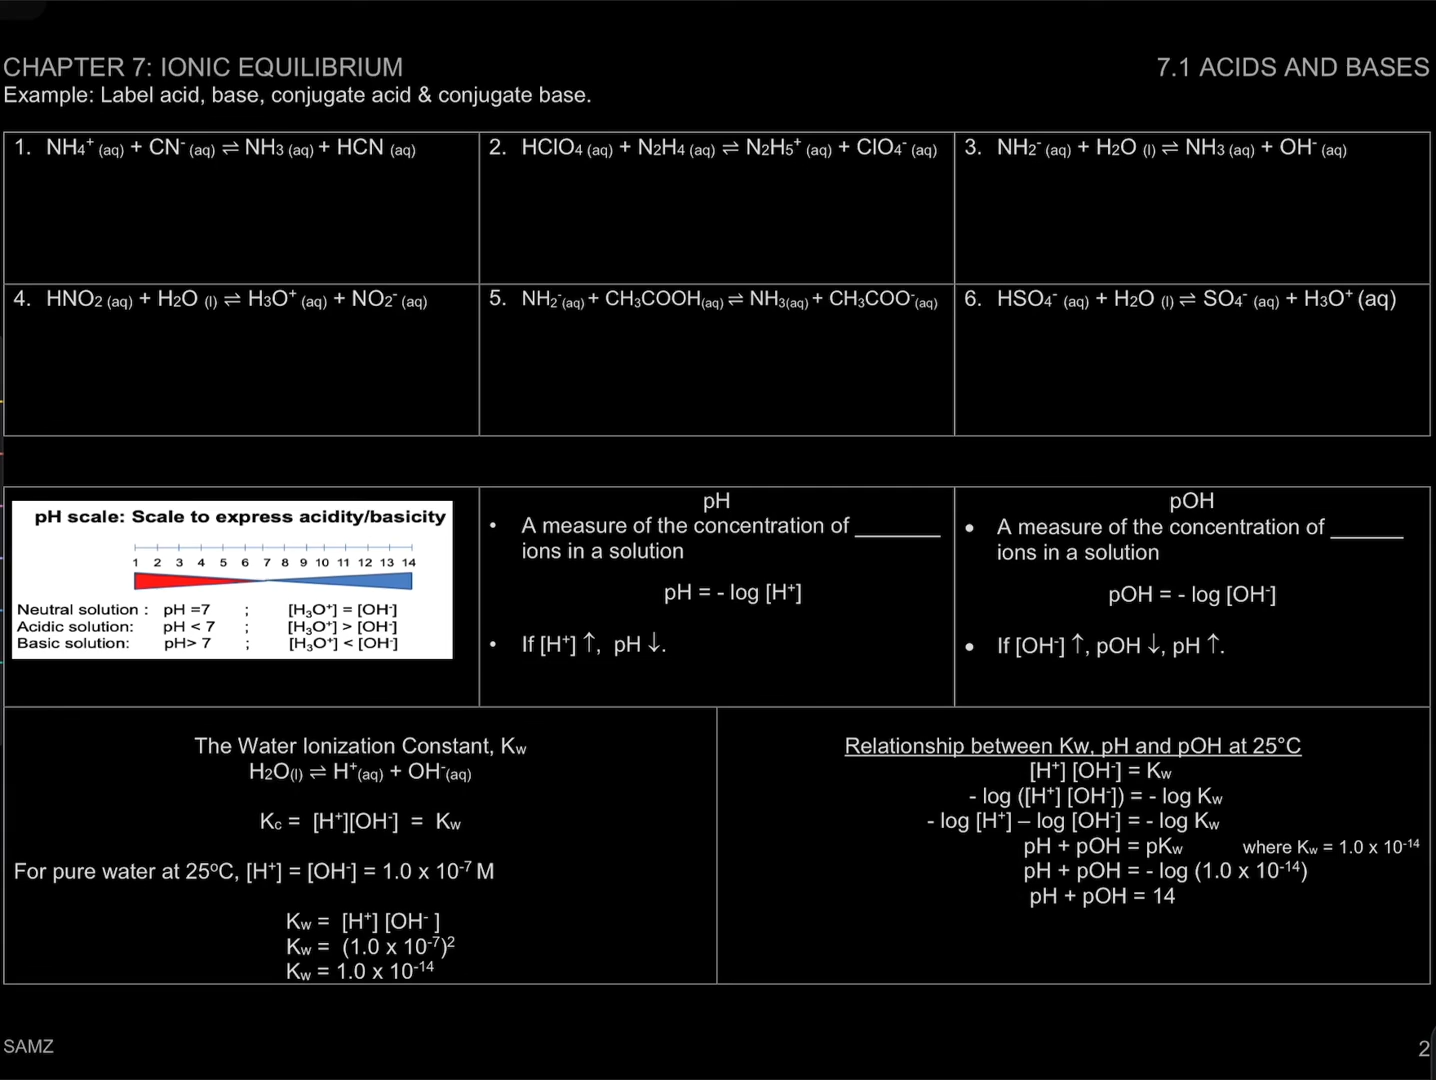 CHAPTER 7: IONIC EQUILIBRIUM
7.1 ACIDS AND BASES
Example: Label acid, base, conjugate acid & conjugate base.
1. NH₄⁺ (aq) + CN⁻ (aq) ⇌ NH₃ (aq) + HCN (aq)
2. HClO₄ (aq) + N₂H₄ (aq) ⇌ N₂H₅⁺ (aq) + ClO₄⁻ (aq)
3. NH₂⁻ (aq) + H₂O (l) ⇌ NH₃ (aq) + OH⁻ (aq)
4. HNO₂ (aq) + H₂O (l) ⇌ H₃O⁺ (aq) + NO₂⁻ (aq)
5. NH₂⁻(aq) + CH₃COOH(aq) ⇌ NH₃(aq) + CH₃COO⁻(aq)
6. HSO₄⁻ (aq) + H₂O (l) ⇌ SO₄⁻ (aq) + H₃O⁺ (aq)
pH scale: Scale to express acidity/basicity
1 2 3 4 5 6 7 8 9 10 11 12 13 14
Neutral solution : pH =7 ; [H₃O⁺] = [OH⁻]
Acidic solution: pH < 7 ; [H₃O⁺] > [OH⁻]
Basic solution: pH> 7 ; [H₃O⁺] < [OH⁻]
pH
• A measure of the concentration of ________
ions in a solution
pH = - log [H⁺]
• If [H⁺] ↑, pH ↓.
pOH
• A measure of the concentration of _______
ions in a solution
pOH = - log [OH⁻]
• If [OH⁻] ↑, pOH ↓, pH ↑.
The Water Ionization Constant, Kw
H₂O(l) ⇌ H⁺(aq) + OH⁻(aq)
Kc = [H⁺][OH⁻] = Kw
For pure water at 25ºC, [H⁺] = [OH⁻] = 1.0 x 10⁻⁷ M
Kw = [H⁺] [OH⁻ ]
Kw = (1.0 x 10⁻⁷)²
Kw = 1.0 x 10⁻¹⁴
Relationship between Kw, pH and pOH at 25°C
[H⁺] [OH⁻] = Kw
- log ([H⁺] [OH⁻]) = - log Kw
- log [H⁺] – log [OH⁻] = - log Kw
pH + pOH = pKw where Kw = 1.0 x 10⁻¹⁴
pH + pOH = - log (1.0 x 10⁻¹⁴)
pH + pOH = 14
SAMZ
2